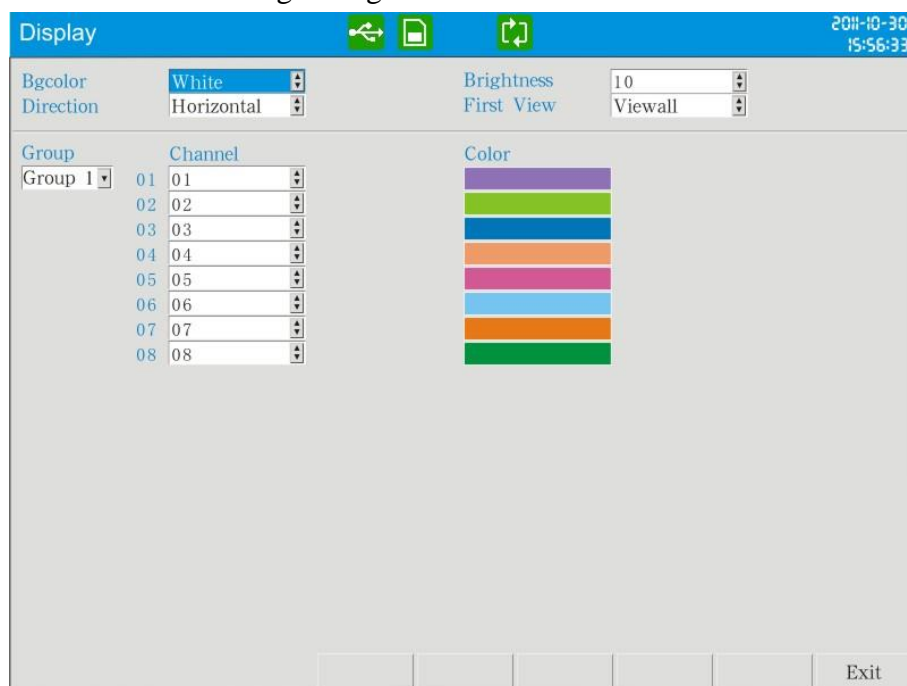 Display
2011-10-30
15:56:33
Bgcolor White Brightness 10
Direction Horizontal First View Viewall
Group Channel Color
Group 1 01 01
02 02
03 03
04 04
05 05
06 06
07 07
08 08
Exit